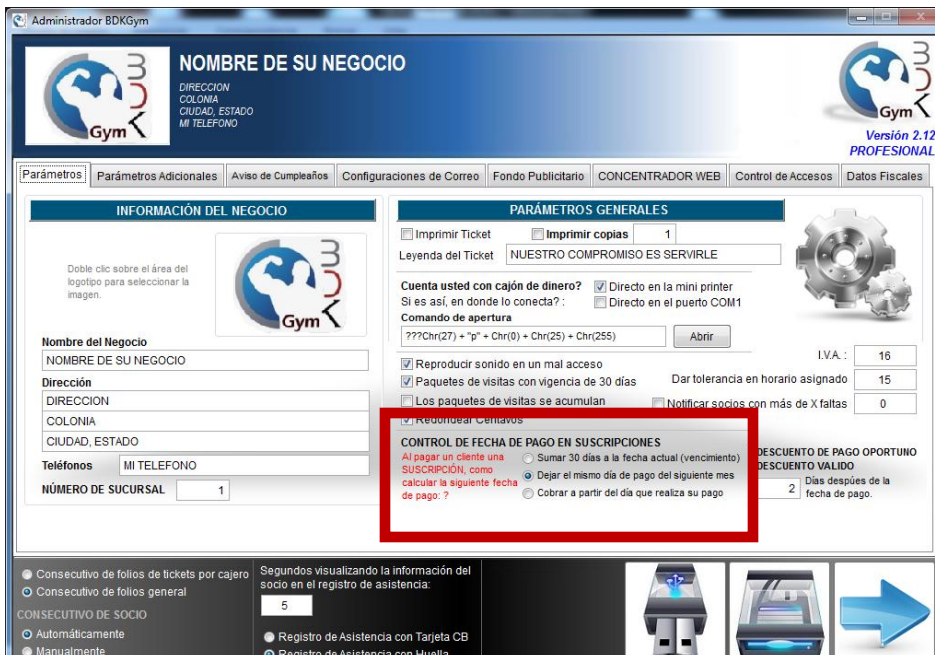 Administrador BDKGym
BDK
Gym
NOMBRE DE SU NEGOCIO
DIRECCION
COLONIA
CIUDAD, ESTADO
MI TELEFONO
BDK
Gym
Versión 2.12
PROFESIONAL
Parámetros
Parámetros Adicionales
Aviso de Cumpleaños
Configuraciones de Correo
Fondo Publicitario
CONCENTRADOR WEB
Control de Accesos
Datos Fiscales
INFORMACIÓN DEL NEGOCIO
Doble clic sobre el área del
logotipo para seleccionar la
imagen.
BDK
Gym
Nombre del Negocio
NOMBRE DE SU NEGOCIO
Dirección
DIRECCION
COLONIA
CIUDAD, ESTADO
Teléfonos MI TELEFONO
NÚMERO DE SUCURSAL 1
PARÁMETROS GENERALES
Imprimir Ticket Imprimir copias 1
Leyenda del Ticket NUESTRO COMPROMISO ES SERVIRLE
Cuenta usted con cajón de dinero? Directo en la mini printer
Si es así, en donde lo conecta? : Directo en el puerto COM1
Comando de apertura
???Chr(27) + "p" + Chr(0) + Chr(25) + Chr(255) Abrir
I.V.A. : 16
Reproducir sonido en un mal acceso
Paquetes de visitas con vigencia de 30 días Dar tolerancia en horario asignado 15
Los paquetes de visitas se acumulan Notificar socios con más de X faltas 0
Redondear Centavos
CONTROL DE FECHA DE PAGO EN SUSCRIPCIONES
Al pagar un cliente una
SUSCRIPCIÓN, como
calcular la siguiente fecha
de pago: ?
Sumar 30 días a la fecha actual (vencimiento)
Dejar el mismo día de pago del siguiente mes
Cobrar a partir del día que realiza su pago
DESCUENTO DE PAGO OPORTUNO
DESCUENTO VALIDO
2 Días despúes de la
fecha de pago.
Consecutivo de folios de tickets por cajero
Consecutivo de folios general
CONSECUTIVO DE SOCIO
Automáticamente
Manualmente
Segundos visualizando la información del
socio en el registro de asistencia:
5
Registro de Asistencia con Tarjeta CB
Registro de Asistencia con Huella